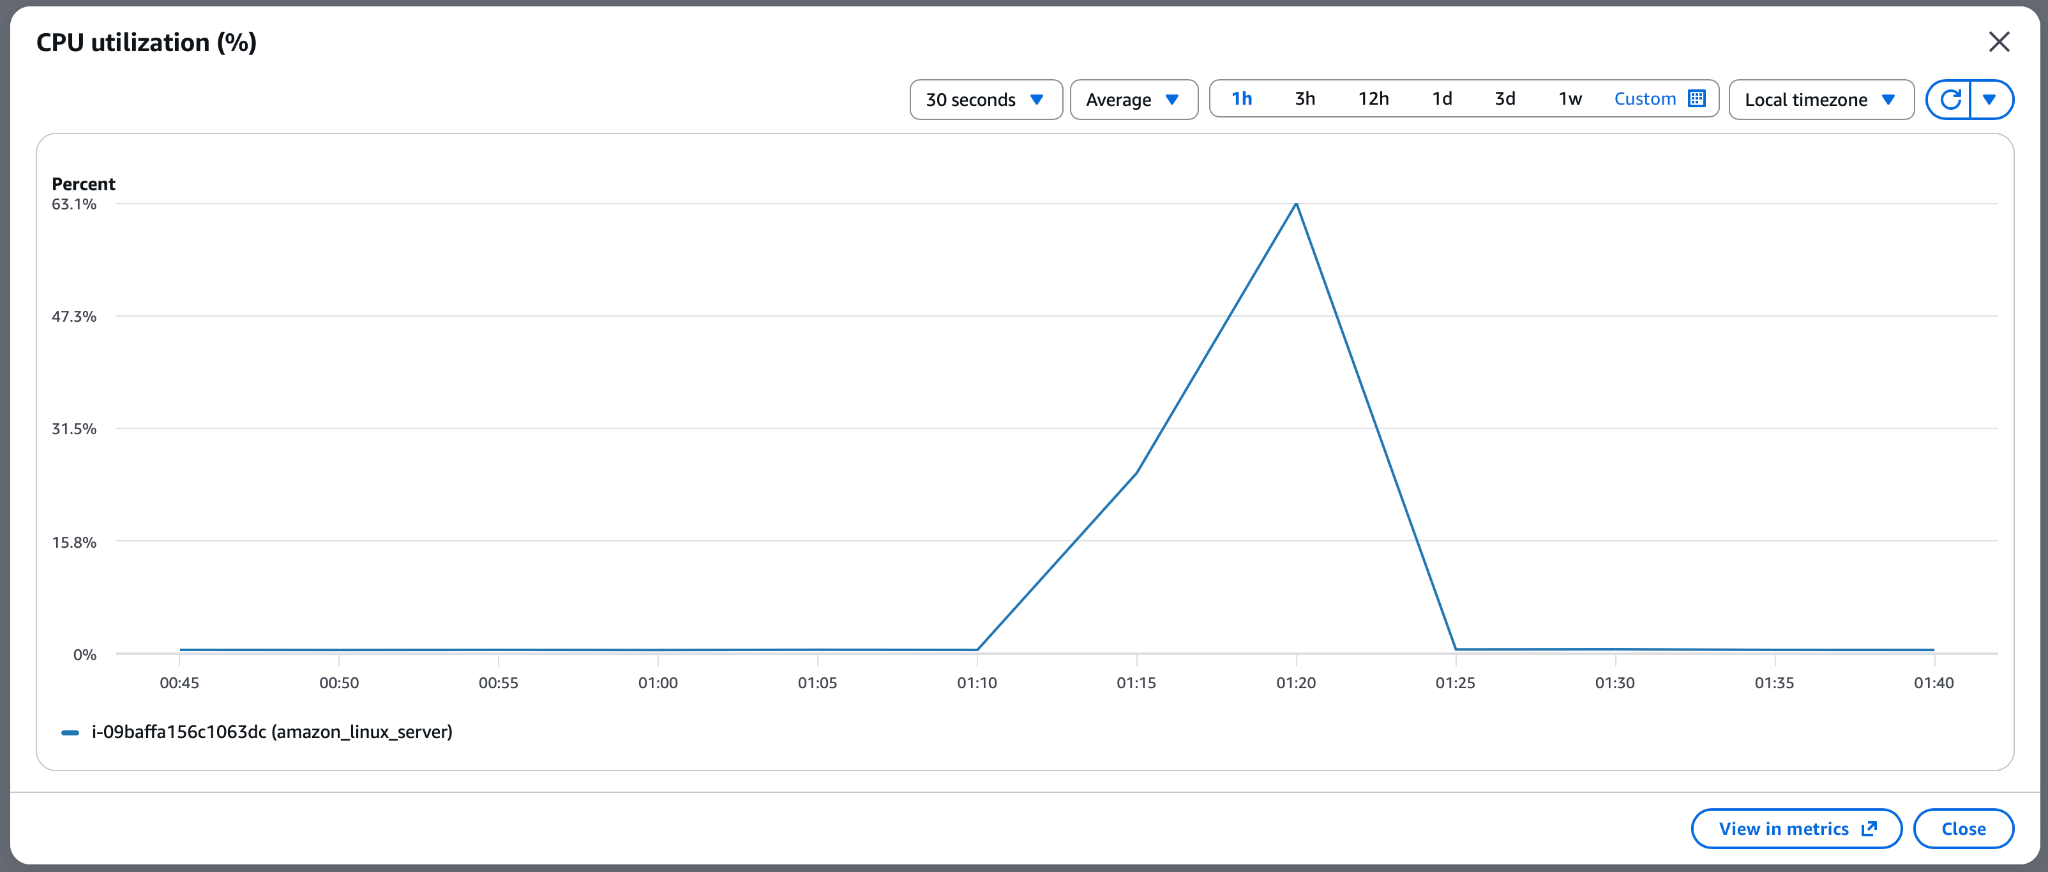 CPU utilization (%)
30 seconds
Average
1h 3h 12h 1d 3d 1w Custom
Local timezone
Percent
63.1%
47.3%
31.5%
15.8%
0%
00:45 00:50 00:55 01:00 01:05 01:10 01:15 01:20 01:25 01:30 01:35 01:40
i-09baffa156c1063dc (amazon_linux_server)
View in metrics
Close